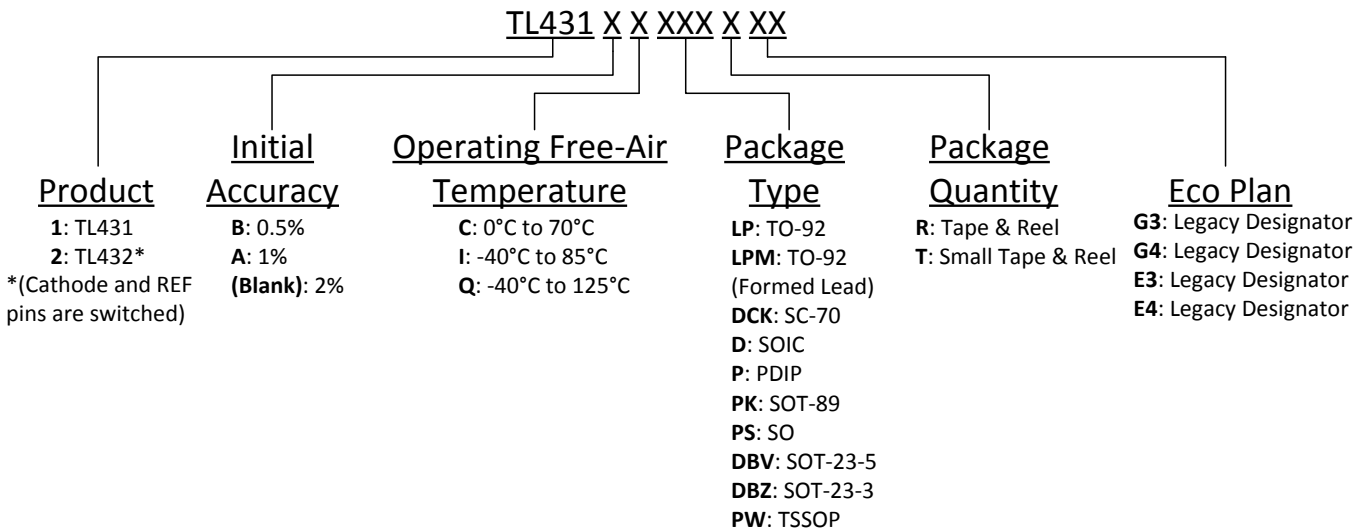 TL431 X X XXX X XX
Product
1: TL431
2: TL432*
*(Cathode and REF
pins are switched)
Initial
Accuracy
B: 0.5%
A: 1%
(Blank): 2%
Operating Free-Air
Temperature
C: 0°C to 70°C
I: -40°C to 85°C
Q: -40°C to 125°C
Package
Type
LP: TO-92
LPM: TO-92
(Formed Lead)
DCK: SC-70
D: SOIC
P: PDIP
PK: SOT-89
PS: SO
DBV: SOT-23-5
DBZ: SOT-23-3
PW: TSSOP
Package
Quantity
R: Tape & Reel
T: Small Tape & Reel
Eco Plan
G3: Legacy Designator
G4: Legacy Designator
E3: Legacy Designator
E4: Legacy Designator